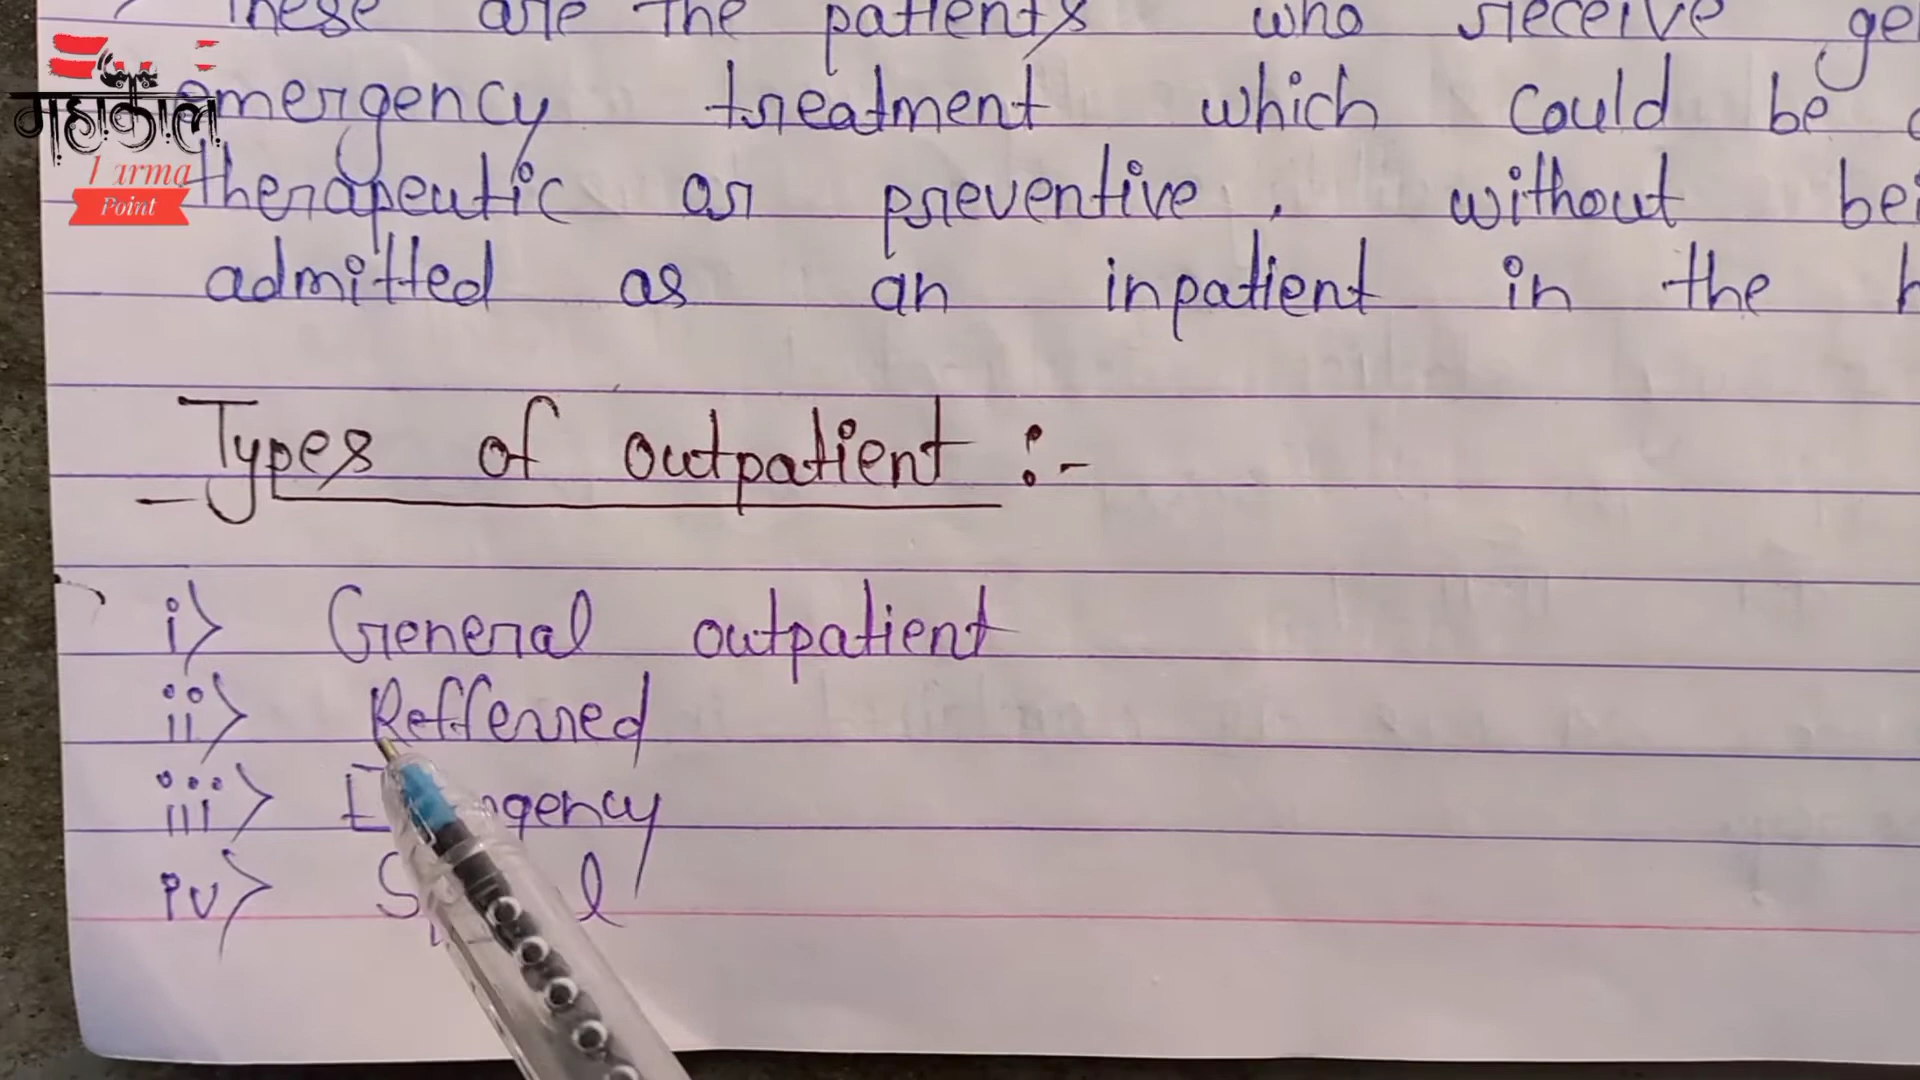 These are the patients who receive
emergency treatment which could be
therapeutic or preventive, without
admitted as an inpatient in the
महाकाल
Point
Types of outpatient :-
i> General outpatient
ii> Refferred
iii>
iv>